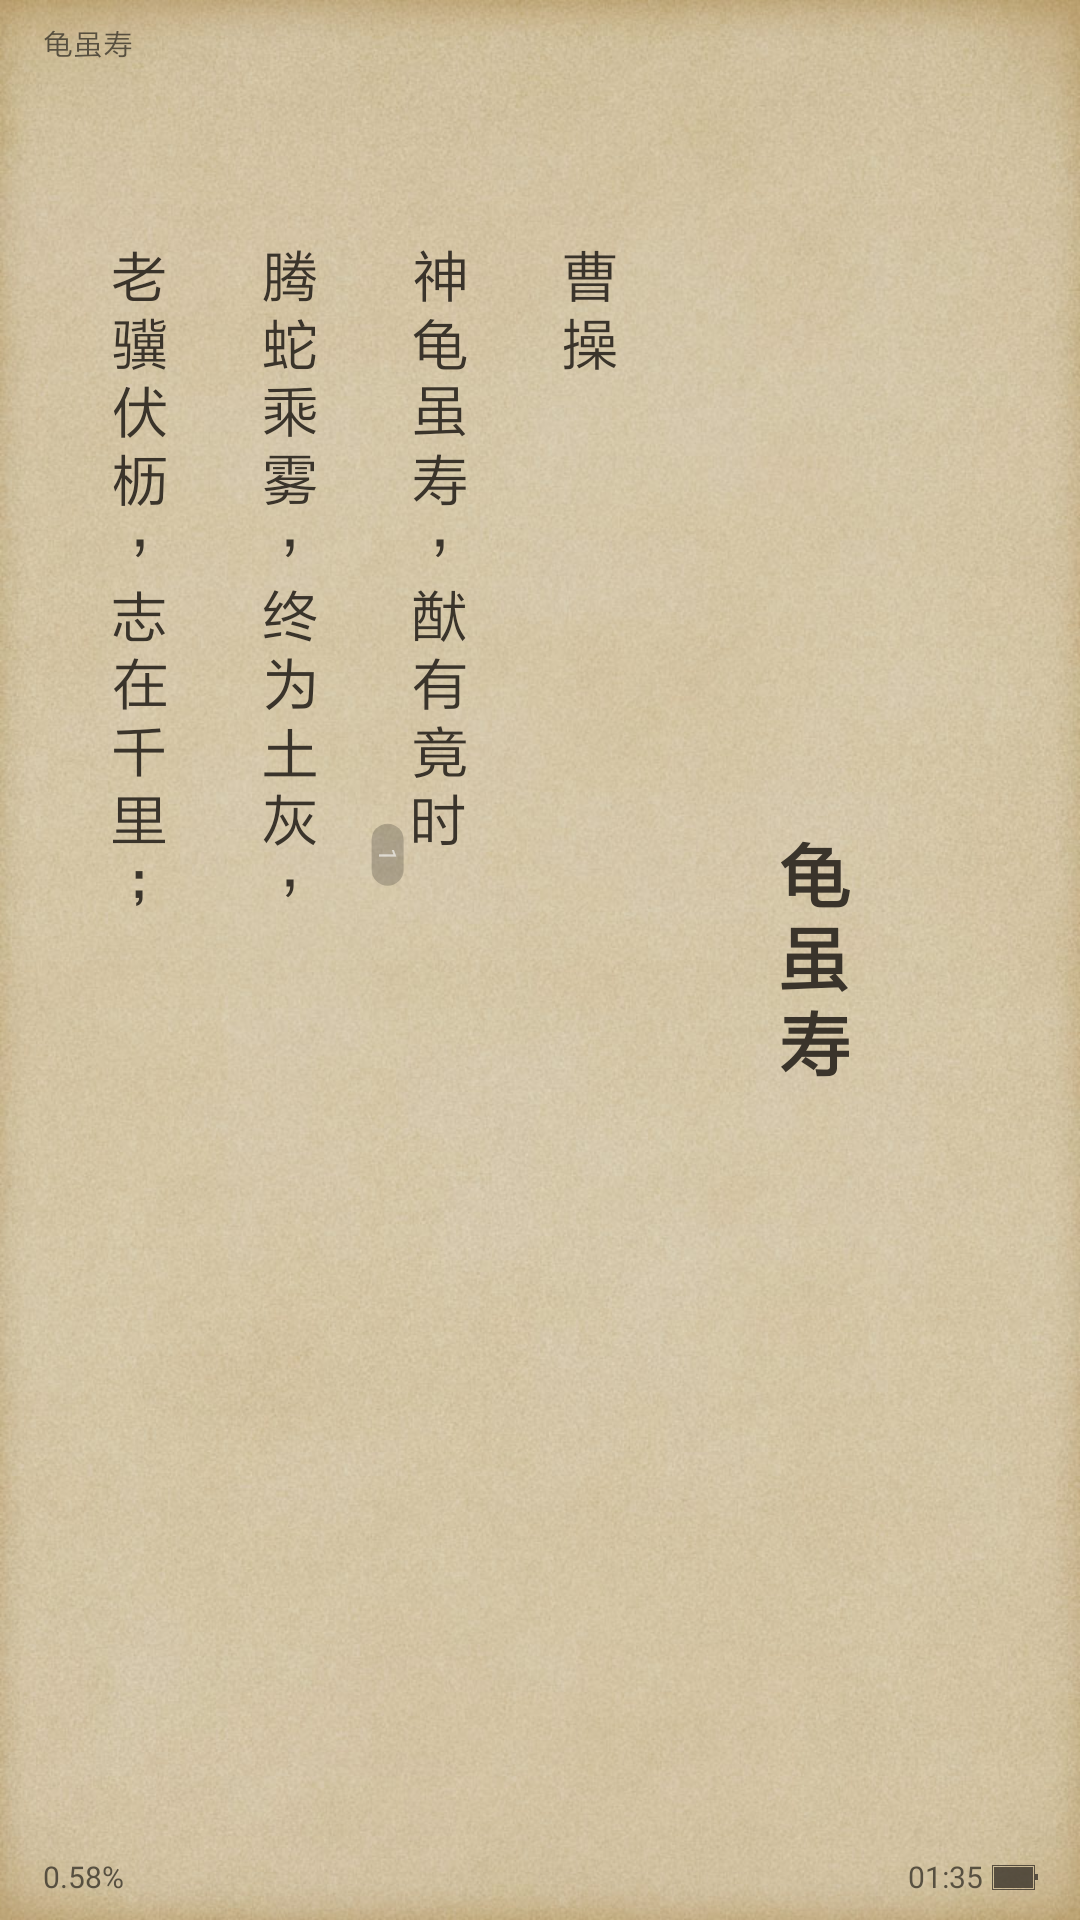 龟虽寿
龟虽寿
曹操
神龟虽寿，猷有竟时
1
腾蛇乘雾，终为土灰，
老骥伏枥，志在千里；
0.58%
01:35